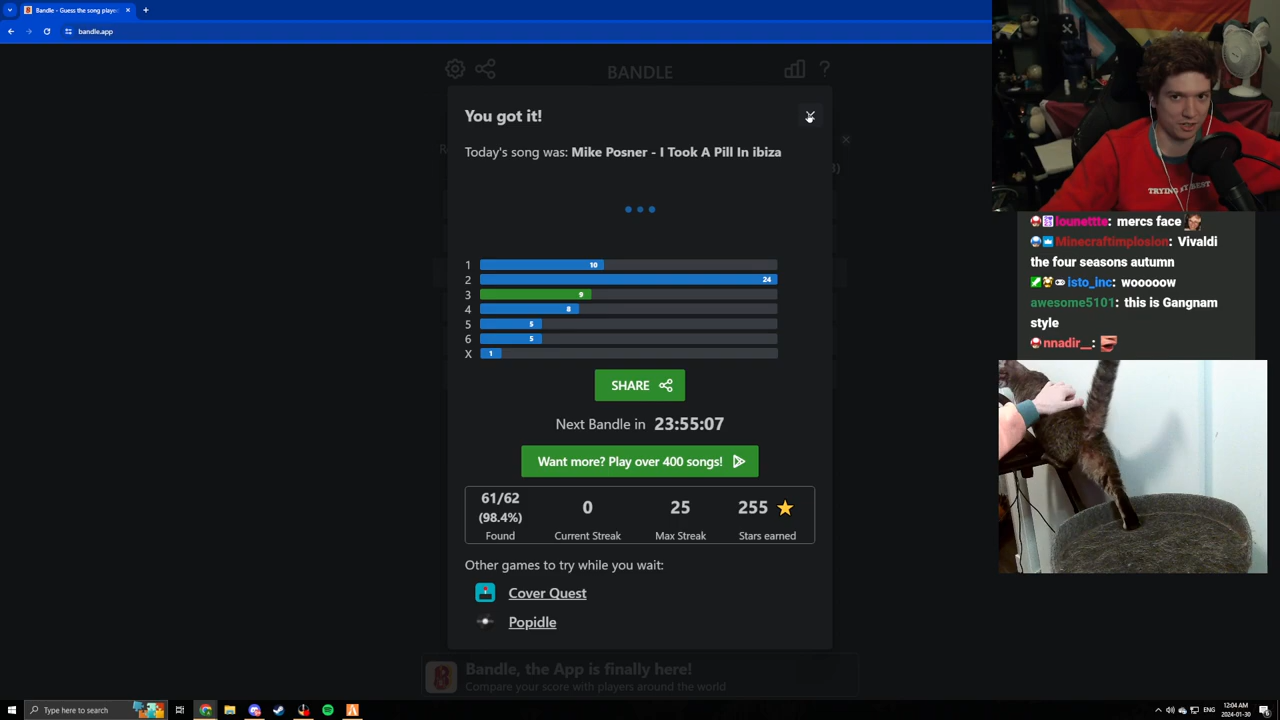 Bandle - Guess the song playe
bandle.app
BANDLE
You got it!
Today's song was: Mike Posner - I Took A Pill In ibiza
1 10
2 24
3 9
4 8
5 5
6 5
X 1
SHARE
Next Bandle in 23:55:07
Want more? Play over 400 songs!
61/62
(98.4%)
Found
0
Current Streak
25
Max Streak
255
Stars earned
Other games to try while you wait:
Cover Quest
Popidle
Bandle, the App is finally here!
Compare your score with players around the world
lounettte: mercs face
Minecraftimplosion: Vivaldi
the four seasons autumn
isto_inc: wooooow
awesome5101: this is Gangnam
style
nnadir__:
Type here to search
ENG
12:04 AM
2024-01-30